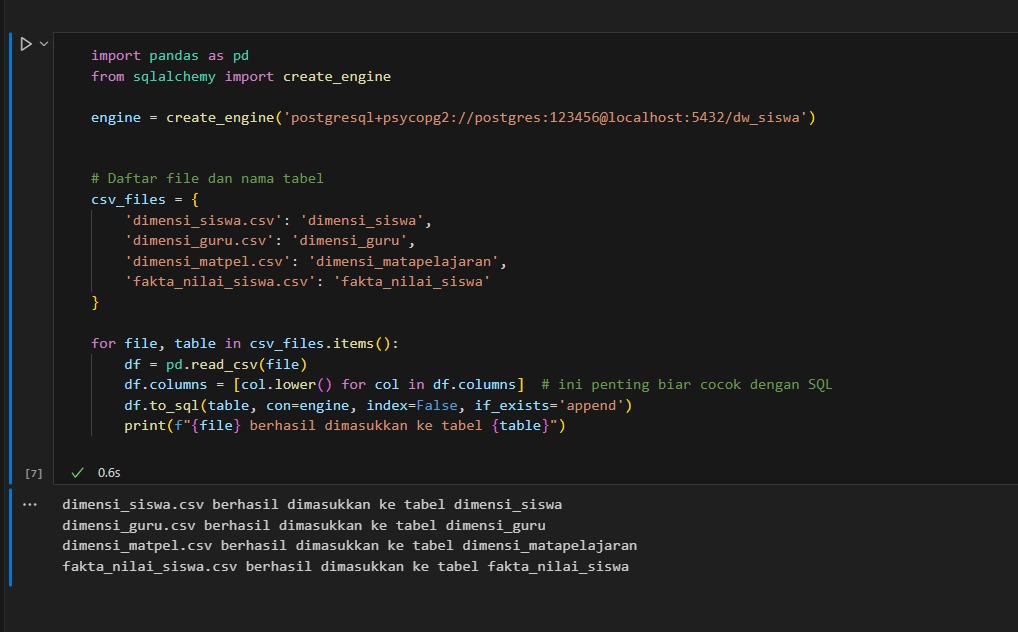 import pandas as pd
from sqlalchemy import create_engine
engine = create_engine('postgresql+psycopg2://postgres:123456@localhost:5432/dw_siswa')
# Daftar file dan nama tabel
csv_files = {
    'dimensi_siswa.csv': 'dimensi_siswa',
    'dimensi_guru.csv': 'dimensi_guru',
    'dimensi_matpel.csv': 'dimensi_matapelajaran',
    'fakta_nilai_siswa.csv': 'fakta_nilai_siswa'
}
for file, table in csv_files.items():
    df = pd.read_csv(file)
    df.columns = [col.lower() for col in df.columns]  # ini penting biar cocok dengan SQL
    df.to_sql(table, con=engine, index=False, if_exists='append')
    print(f"{file} berhasil dimasukkan ke tabel {table}")
[7] 0.6s
dimensi_siswa.csv berhasil dimasukkan ke tabel dimensi_siswa
dimensi_guru.csv berhasil dimasukkan ke tabel dimensi_guru
dimensi_matpel.csv berhasil dimasukkan ke tabel dimensi_matapelajaran
fakta_nilai_siswa.csv berhasil dimasukkan ke tabel fakta_nilai_siswa